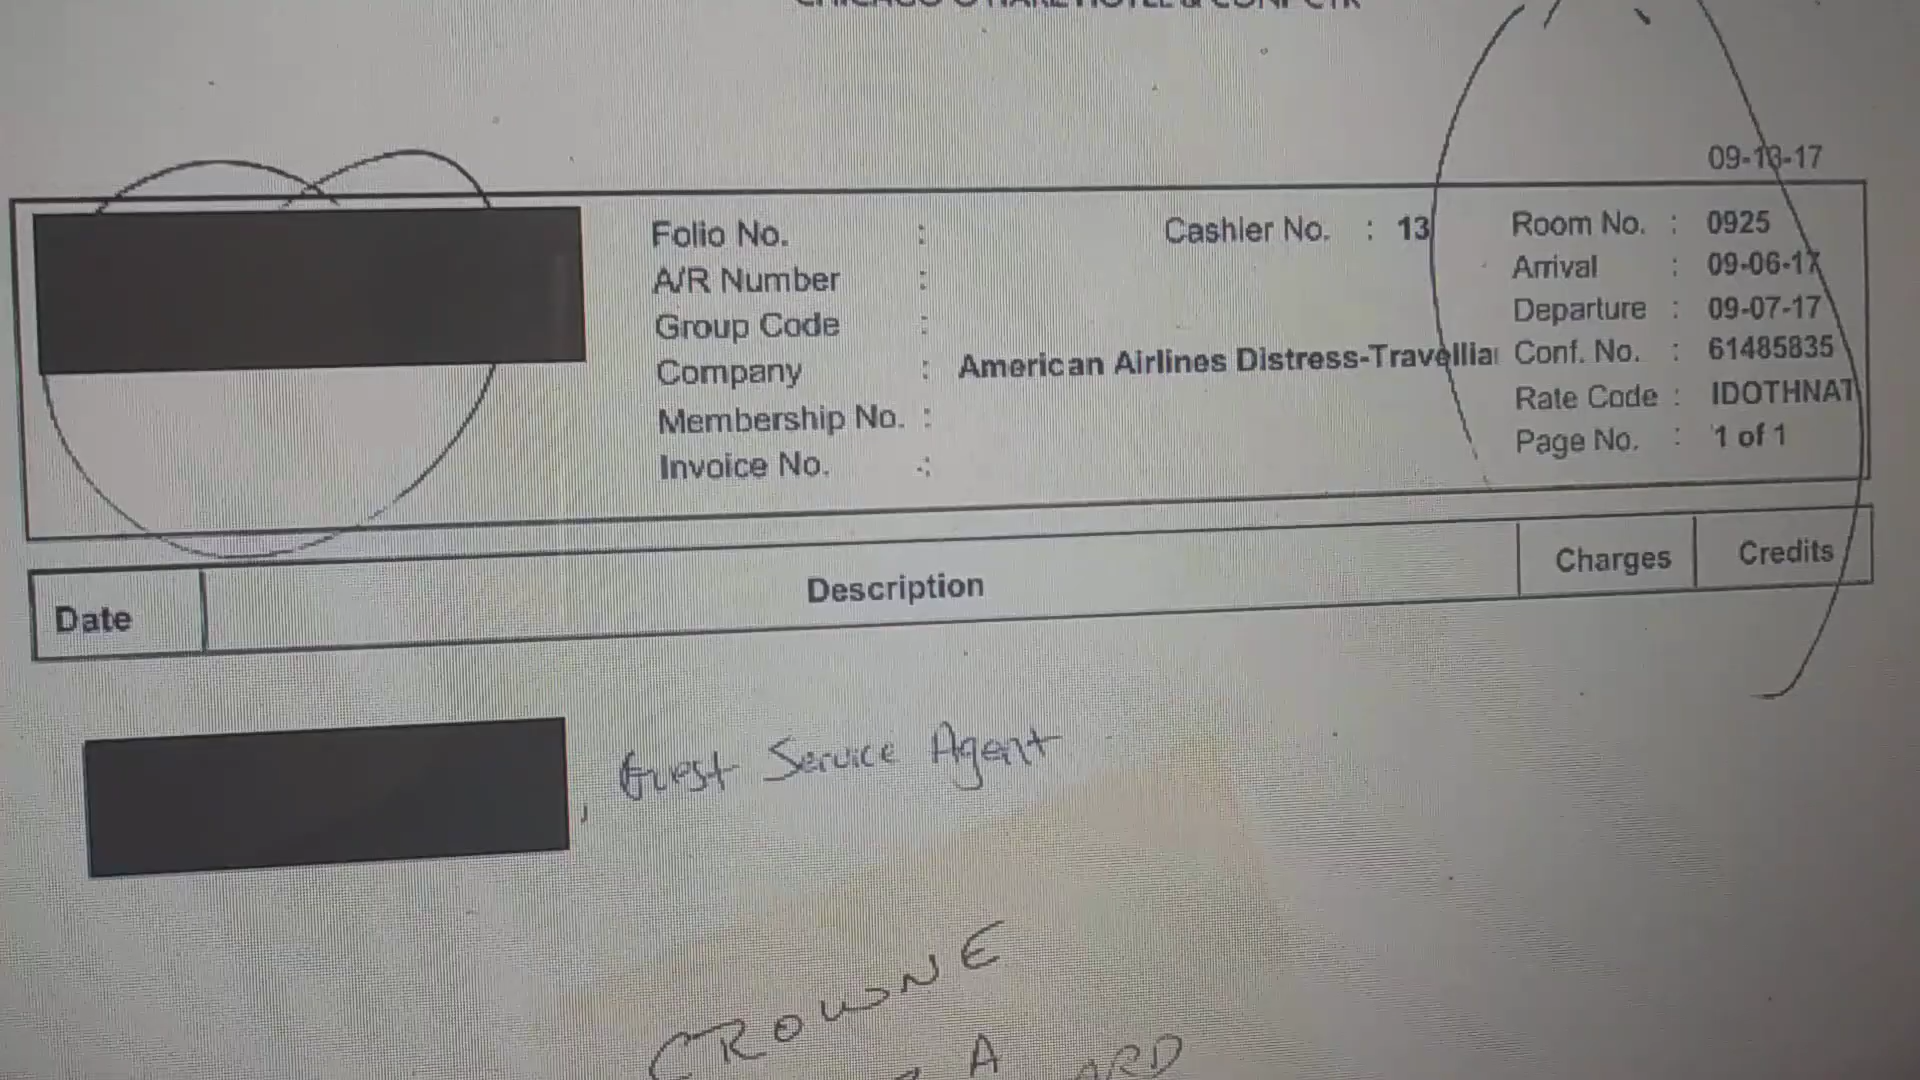 CHICAGO O'HARE HOTEL & CONF CTR
09-13-17
Folio No. : Cashier No. : 13 Room No. : 0925
A/R Number : Arrival : 09-06-17
Group Code : Departure : 09-07-17
Company : American Airlines Distress-Travellia Conf. No. : 61485835
Membership No. : Rate Code : IDOTHNAT
Invoice No. : Page No. : 1 of 1
Date Description Charges Credits
, Guest Service Agent
CROWNE